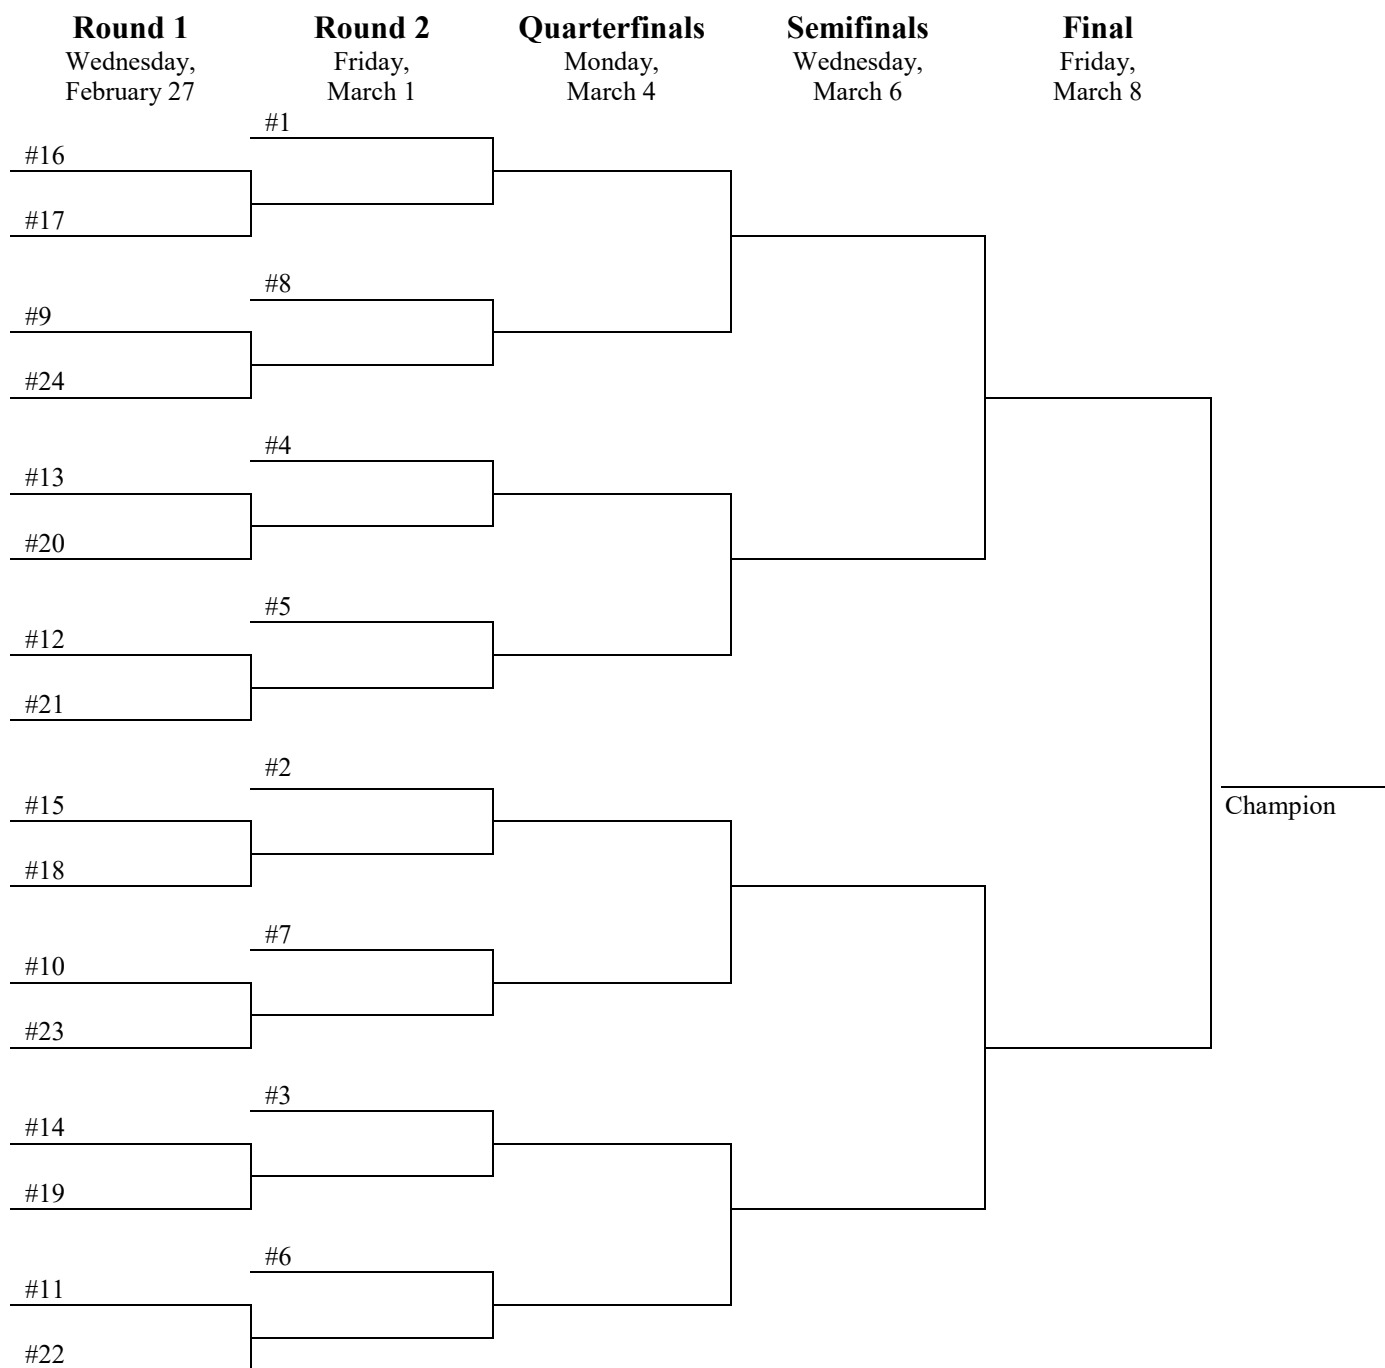 Round 1
Wednesday,
February 27
Round 2
Friday,
March 1
Quarterfinals
Monday,
March 4
Semifinals
Wednesday,
March 6
Final
Friday,
March 8
#1
#16
#17
#8
#9
#24
#4
#13
#20
#5
#12
#21
#2
#15
#18
#7
#10
#23
#3
#14
#19
#6
#11
#22
Champion